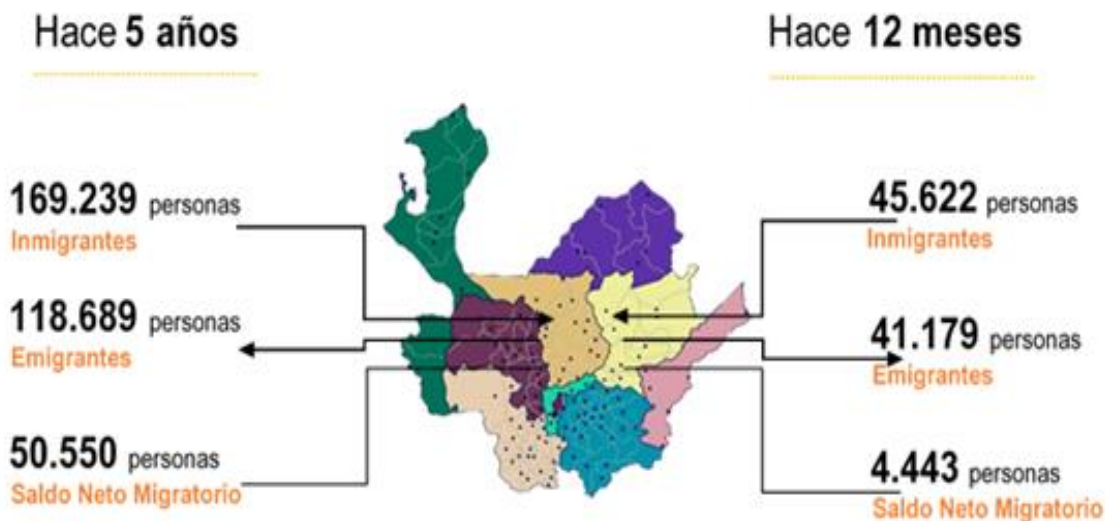 Hace 5 años
169.239 personas
Inmigrantes
118.689 personas
Emigrantes
50.550 personas
Saldo Neto Migratorio
Hace 12 meses
45.622 personas
Inmigrantes
41.179 personas
Emigrantes
4.443 personas
Saldo Neto Migratorio